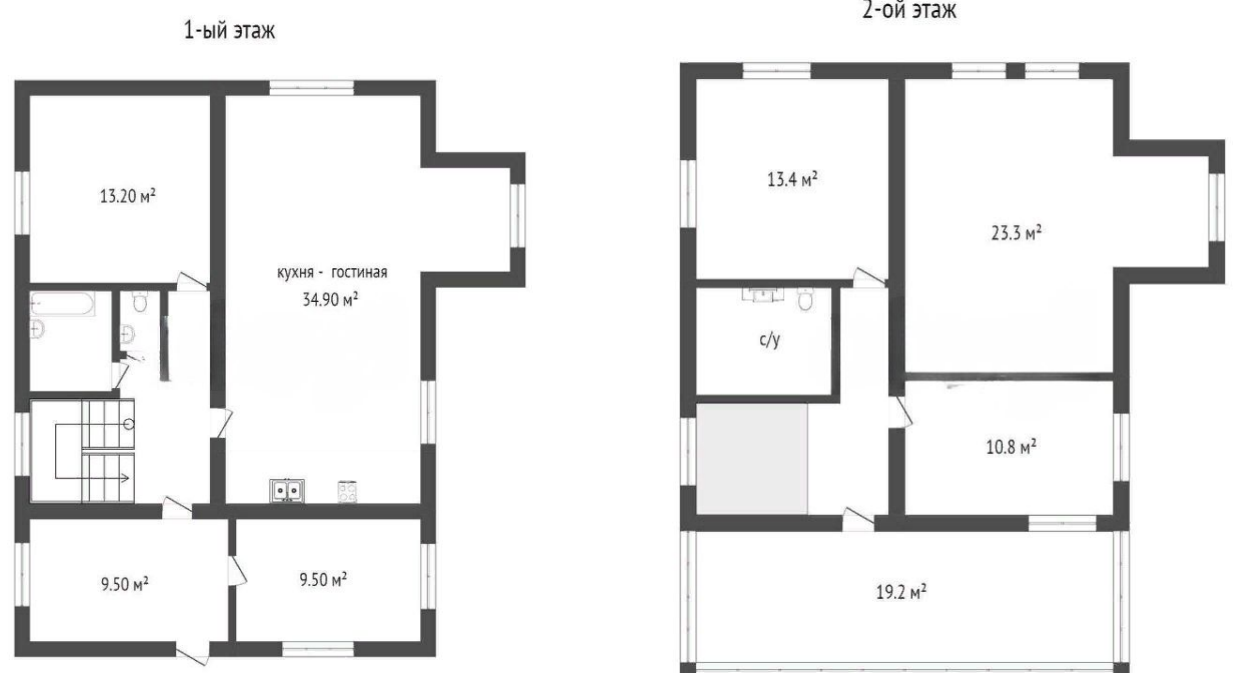 1-ый этаж
13.20 м²
кухня - гостиная
34.90 м²
9.50 м²
9.50 м²
2-ой этаж
13.4 м²
23.3 м²
с/у
10.8 м²
19.2 м²